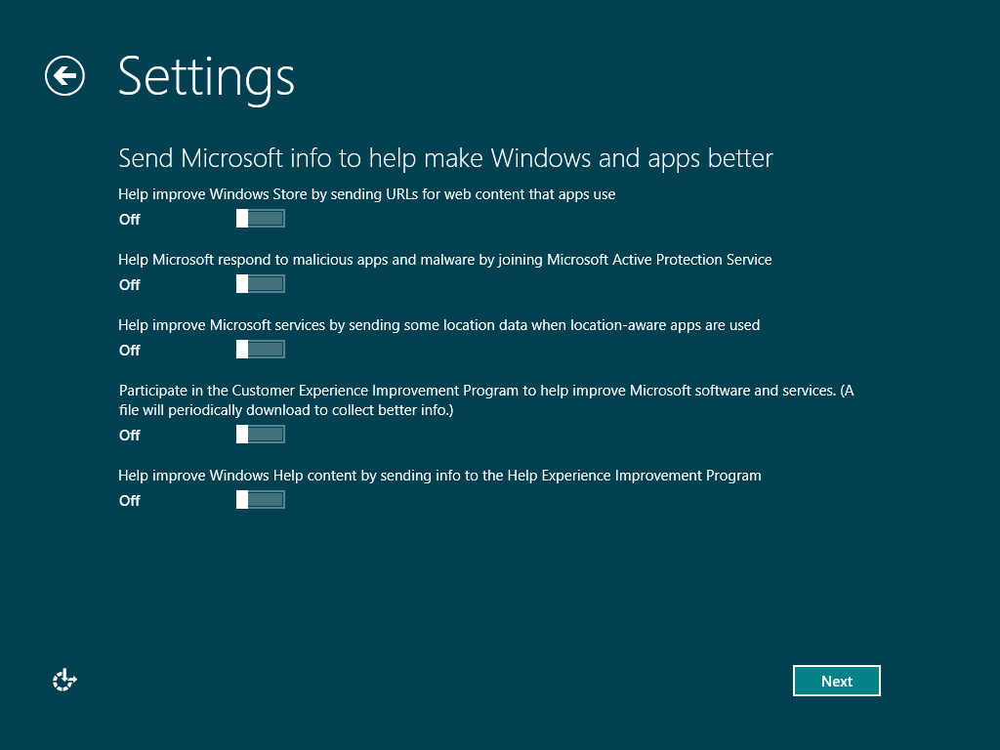 Settings
Send Microsoft info to help make Windows and apps better
Help improve Windows Store by sending URLs for web content that apps use
Off
Help Microsoft respond to malicious apps and malware by joining Microsoft Active Protection Service
Off
Help improve Microsoft services by sending some location data when location-aware apps are used
Off
Participate in the Customer Experience Improvement Program to help improve Microsoft software and services. (A
file will periodically download to collect better info.)
Off
Help improve Windows Help content by sending info to the Help Experience Improvement Program
Off
Next